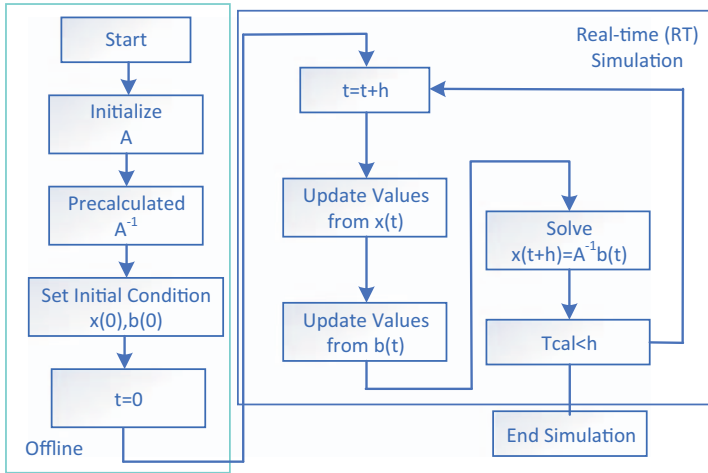 Start
Initialize
A
Precalculated
A⁻¹
Set Initial Condition
x(0),b(0)
t=0
Offline
Real-time (RT)
Simulation
t=t+h
Update Values
from x(t)
Update Values
from b(t)
Solve
x(t+h)=A⁻¹b(t)
Tcal<h
End Simulation